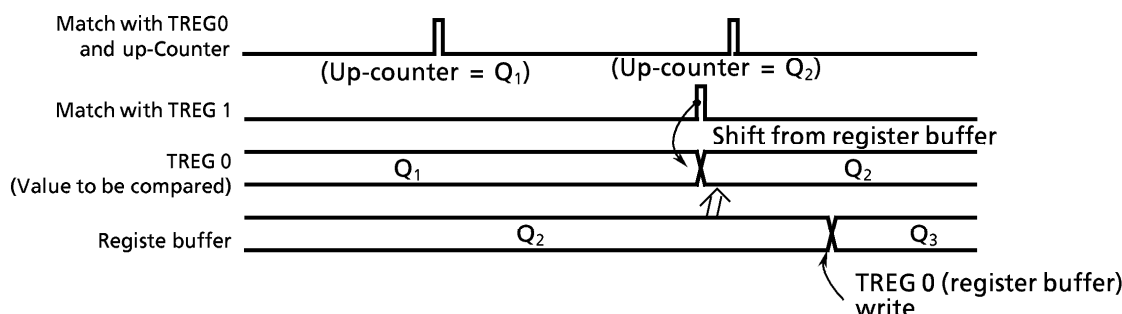 Match with TREG0
and up-Counter
(Up-counter = Q₁)
(Up-counter = Q₂)
Match with TREG 1
Shift from register buffer
TREG 0
(Value to be compared)
Q₁
Q₂
Registe buffer
Q₂
Q₃
TREG 0 (register buffer)
write